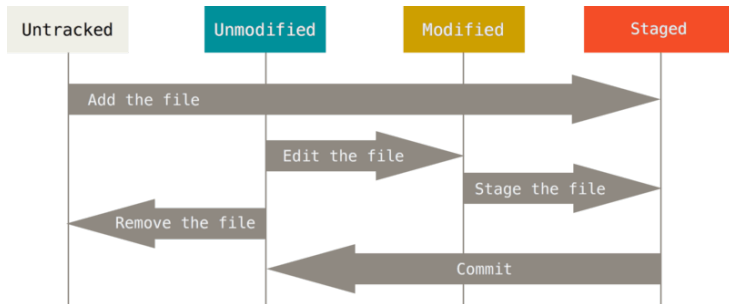 Untracked
Unmodified
Modified
Staged
Add the file
Edit the file
Stage the file
Remove the file
Commit